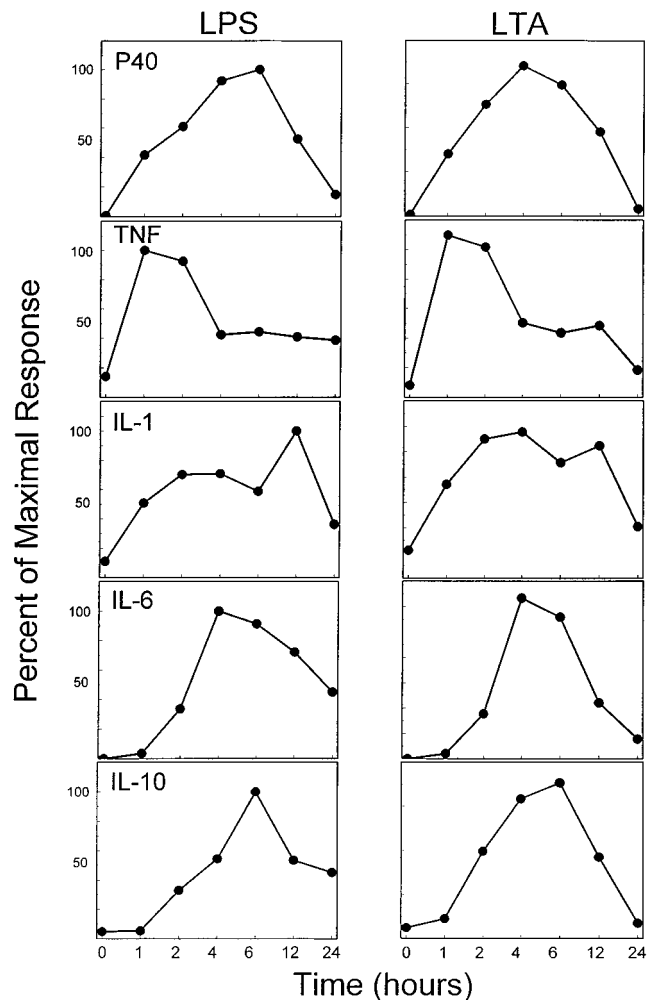 LPS LTA
P40
100
50
TNF
100
50
IL-1
100
50
IL-6
100
50
IL-10
100
50
Percent of Maximal Response
0 1 2 4 6 12 24 0 1 2 4 6 12 24
Time (hours)